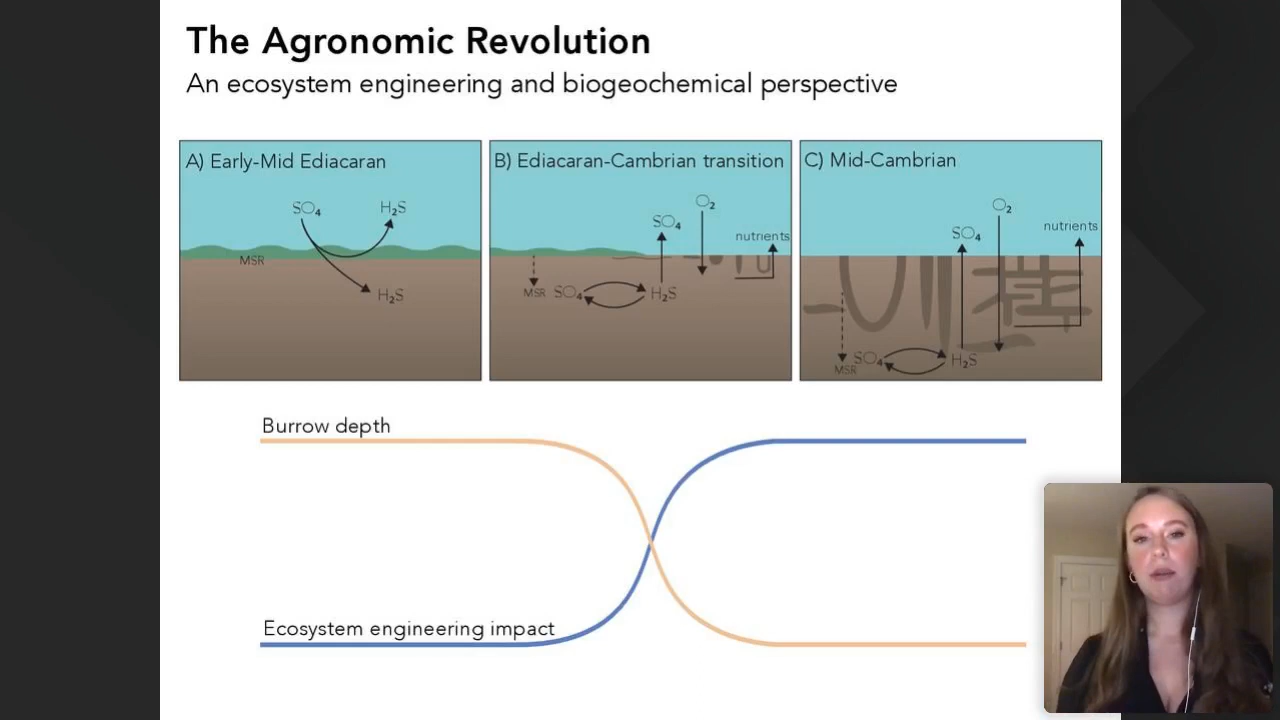 The Agronomic Revolution
An ecosystem engineering and biogeochemical perspective
A) Early-Mid Ediacaran
SO₄
H₂S
MSR
H₂S
B) Ediacaran-Cambrian transition
O₂
SO₄
nutrients
MSR SO₄
H₂S
C) Mid-Cambrian
O₂
nutrients
SO₄
SO₄
H₂S
MSR
Burrow depth
Ecosystem engineering impact